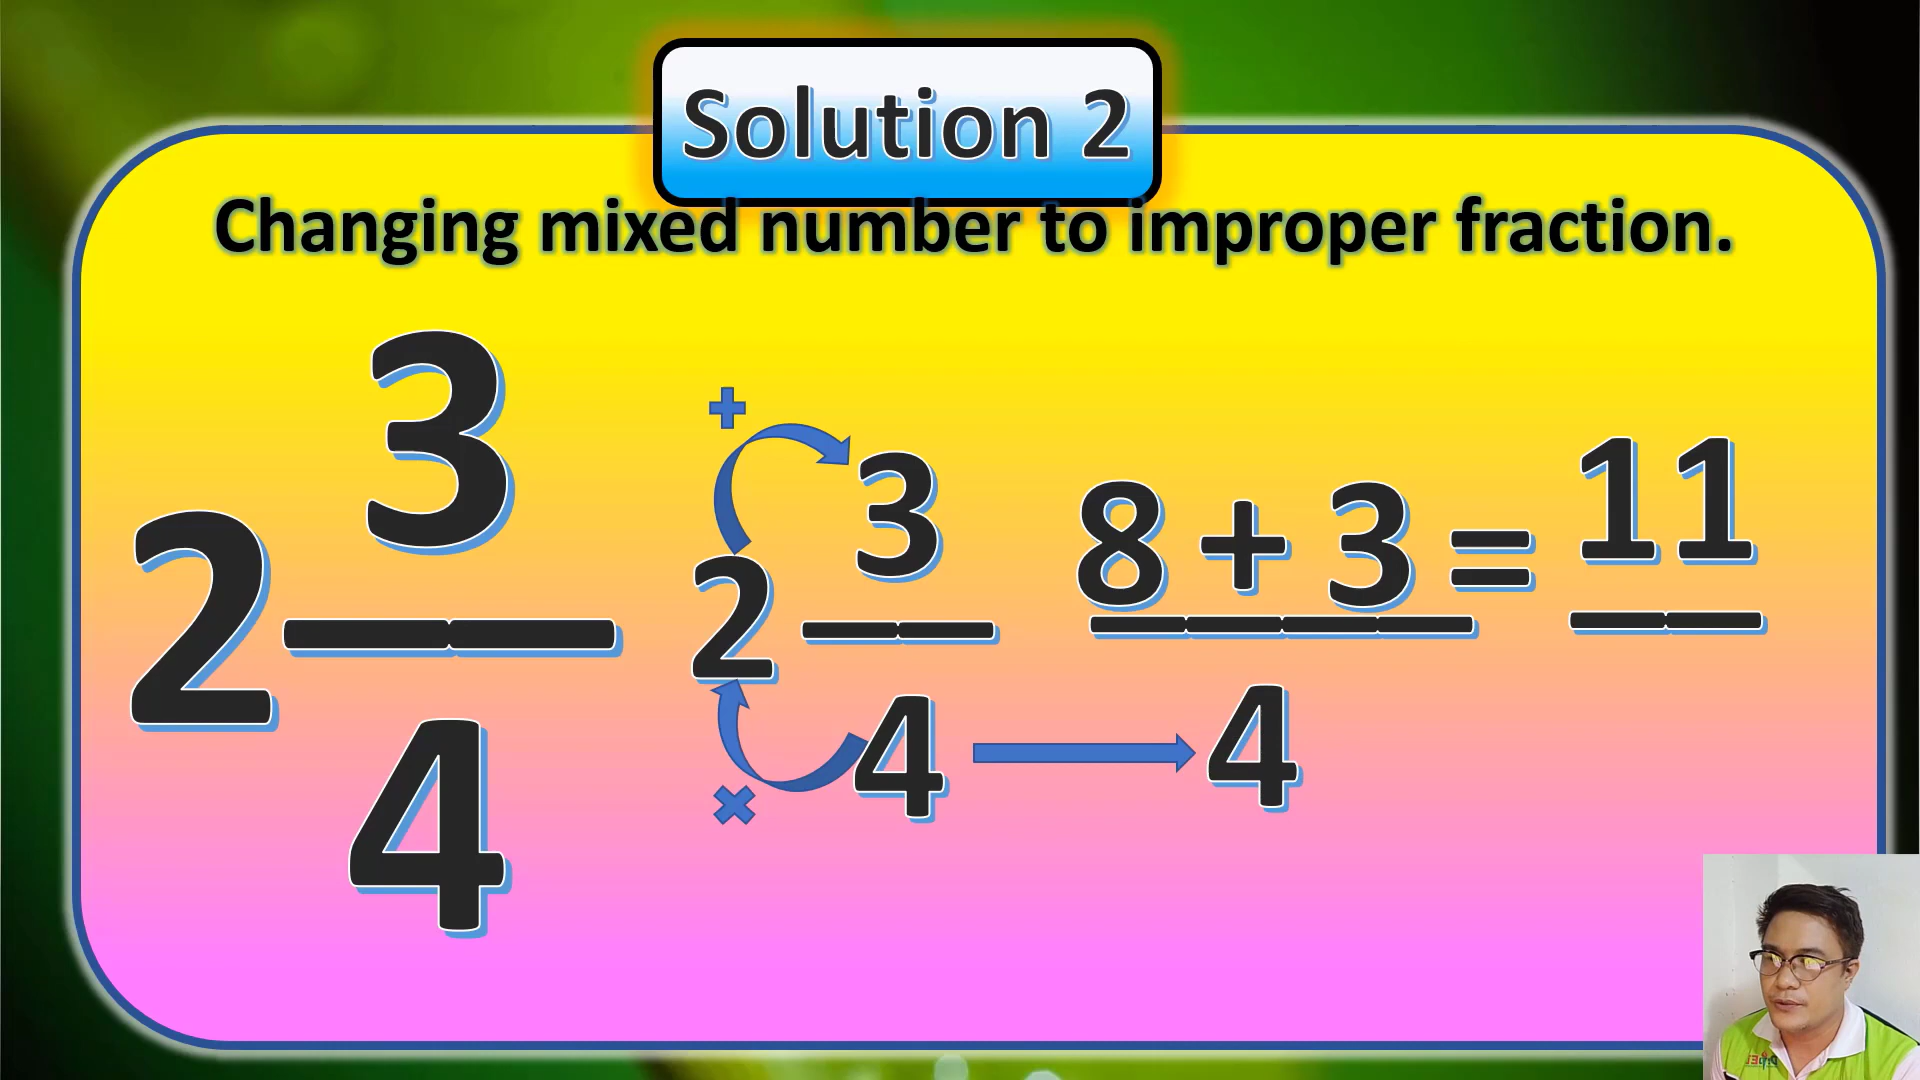 Solution 2
Changing mixed number to improper fraction.
2 3/4
+
2 3/4
×
8 + 3 = 11
4